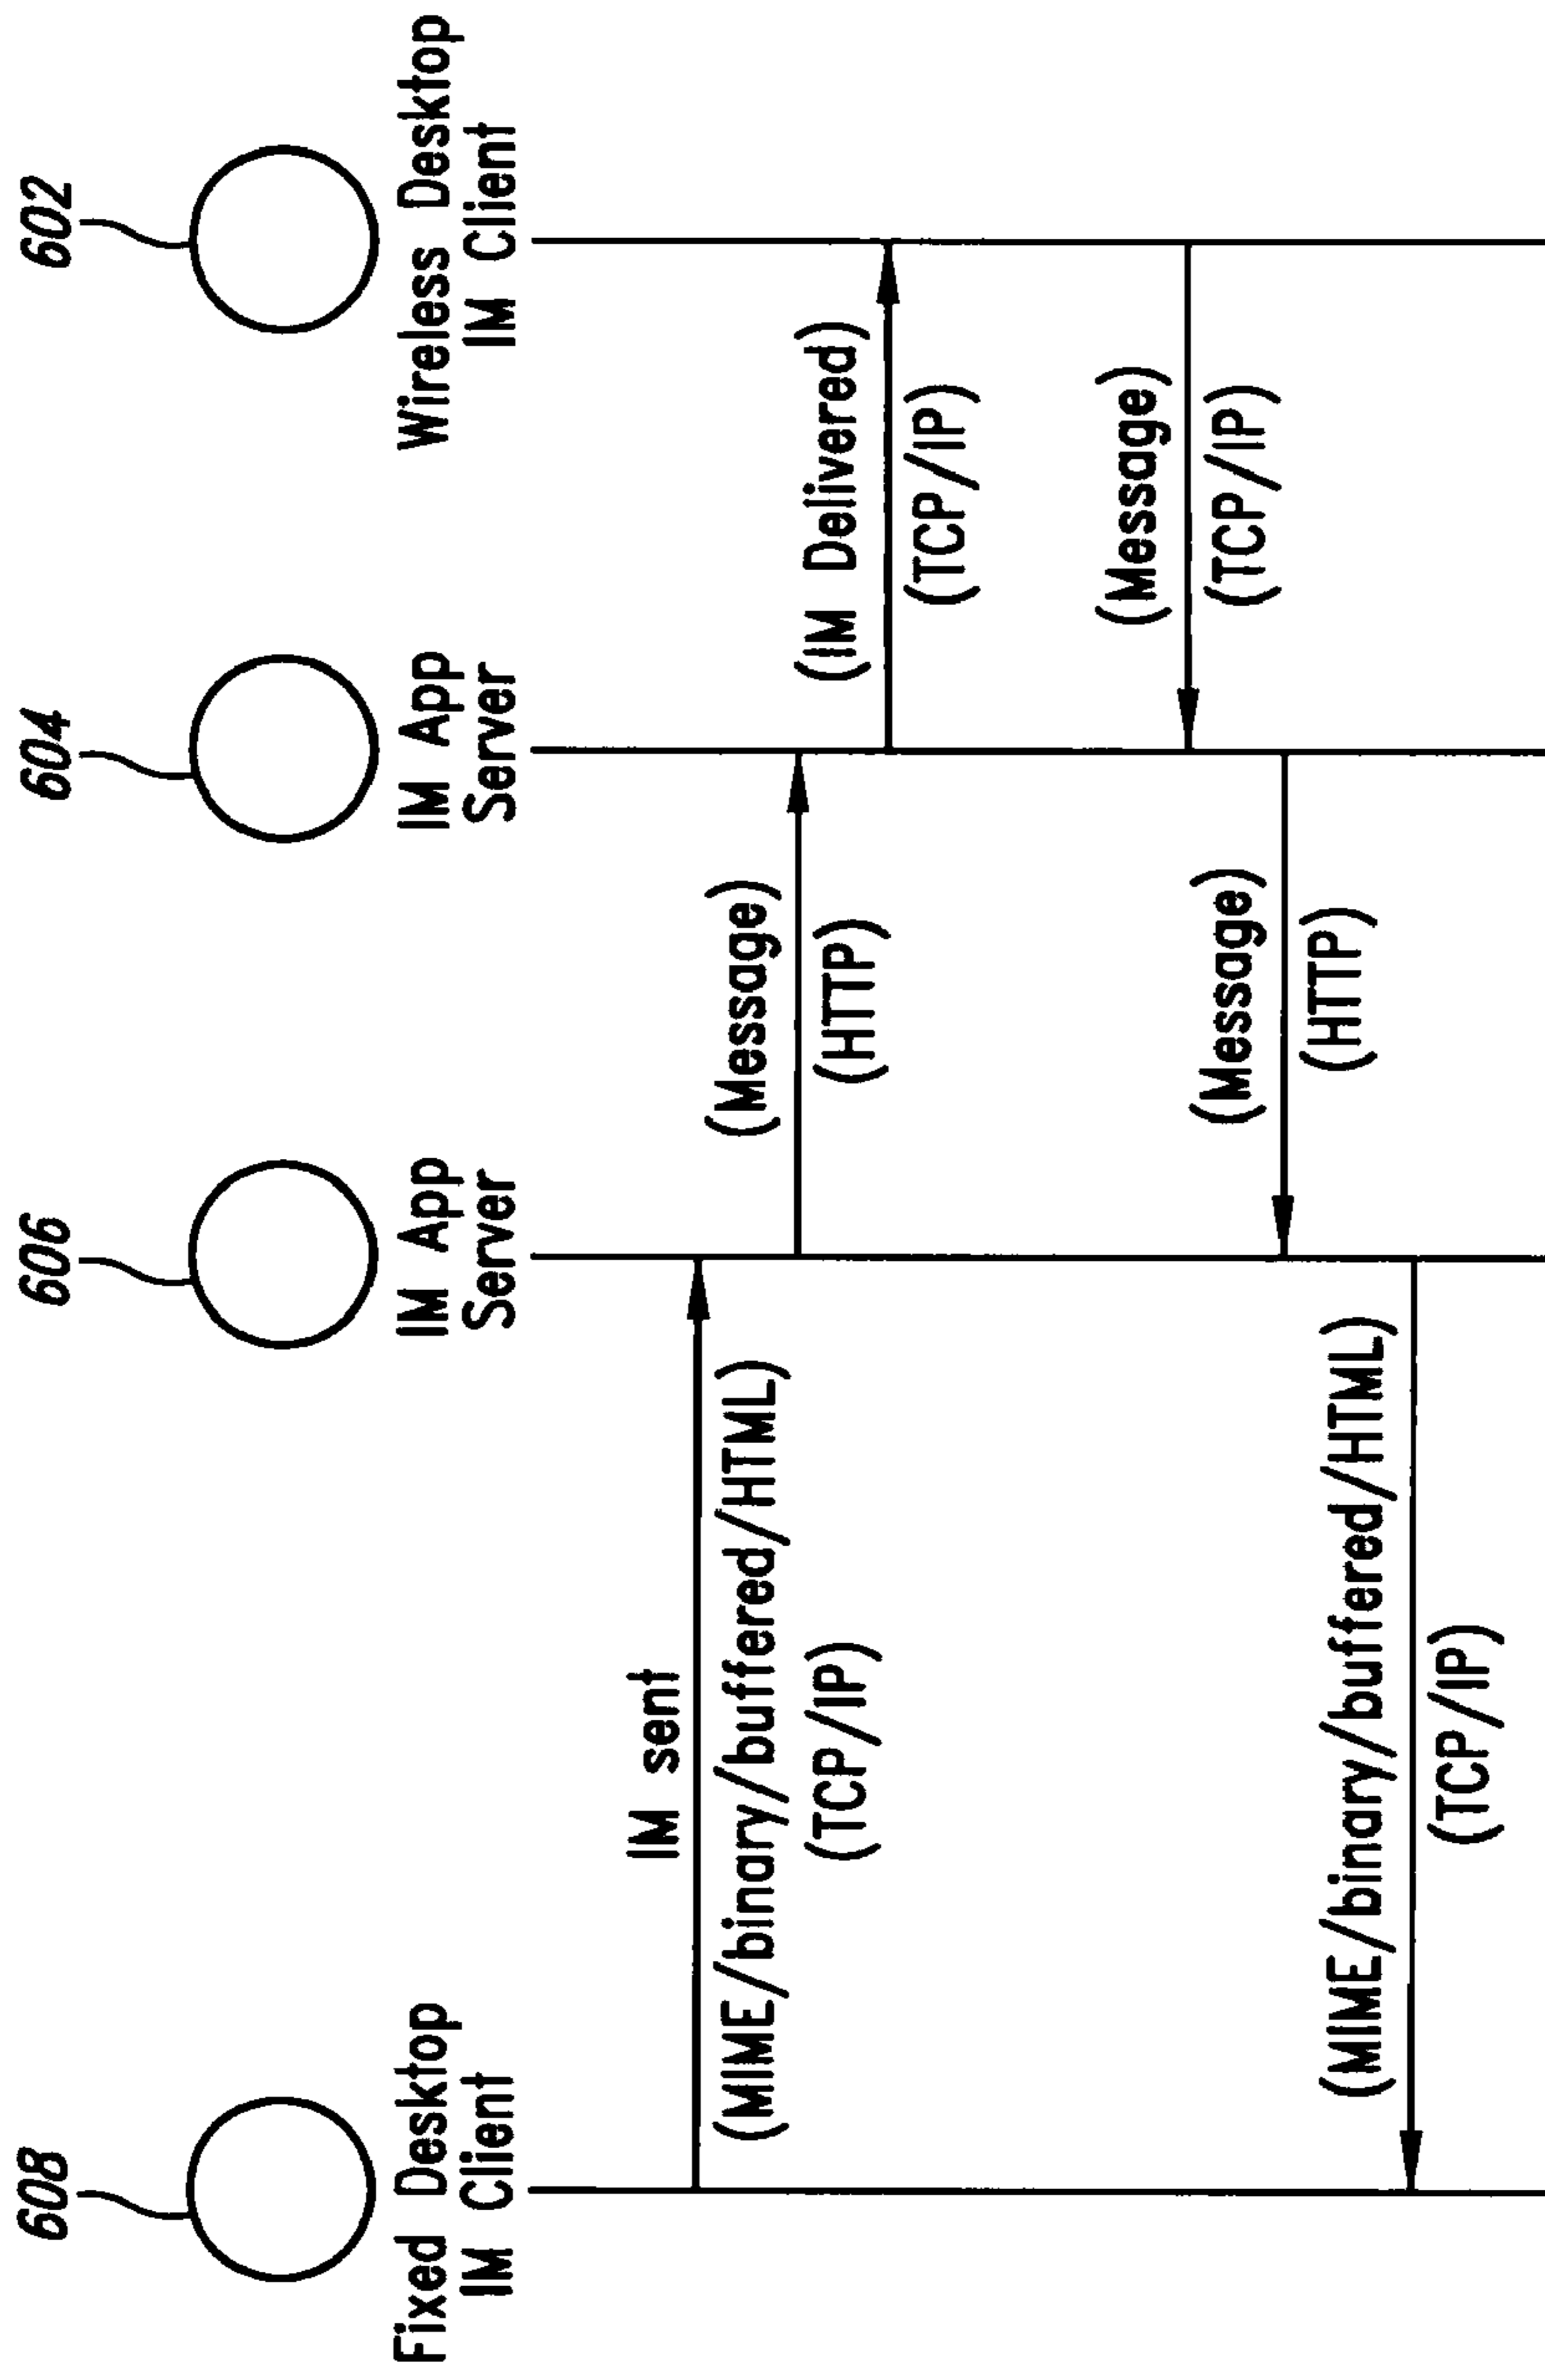 608
606
604
602
Fixed Desktop
IM Client
IM App
Server
IM App
Server
Wireless Desktop
IM Client
IM sent
(MIME/binary/buffered/HTML)
(TCP/IP)
(Message)
(HTTP)
(IM Delivered)
(TCP/IP)
(Message)
(TCP/IP)
(Message)
(HTTP)
(MIME/binary/buffered/HTML)
(TCP/IP)